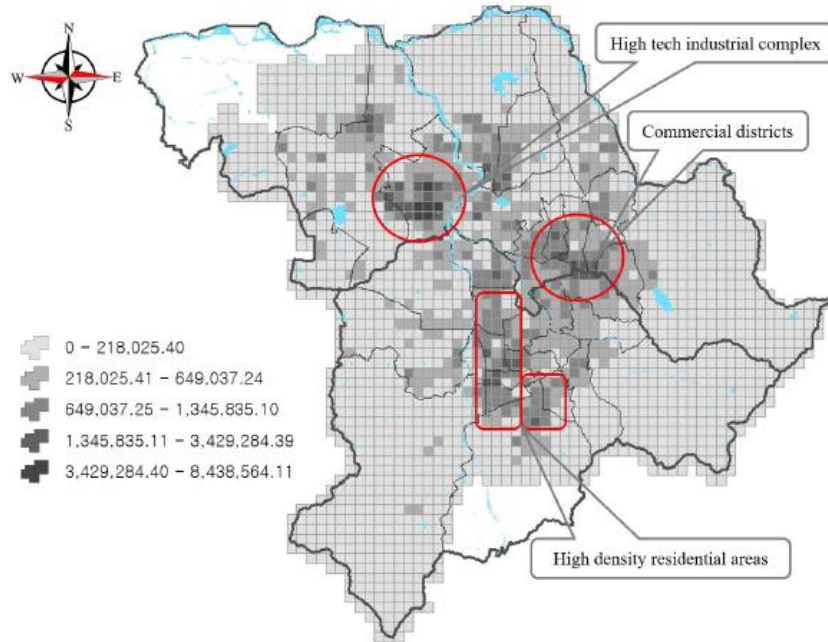 N
W E
S
High tech industrial complex
Commercial districts
0 – 218,025.40
218,025.41 – 649,037.24
649,037.25 – 1,345,835.10
1,345,835.11 – 3,429,284.39
3,429,284.40 – 8,438,564.11
High density residential areas